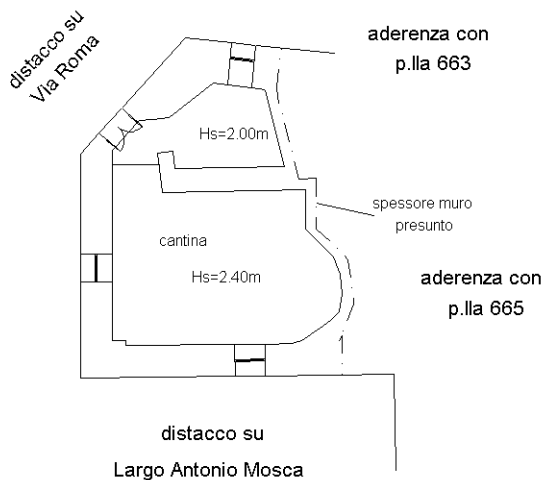 distacco su
VIa Roma
aderenza con
p.lla 663
Hs=2.00m
spessore muro
presunto
cantina
Hs=2.40m
aderenza con
p.lla 665
distacco su
Largo Antonio Mosca